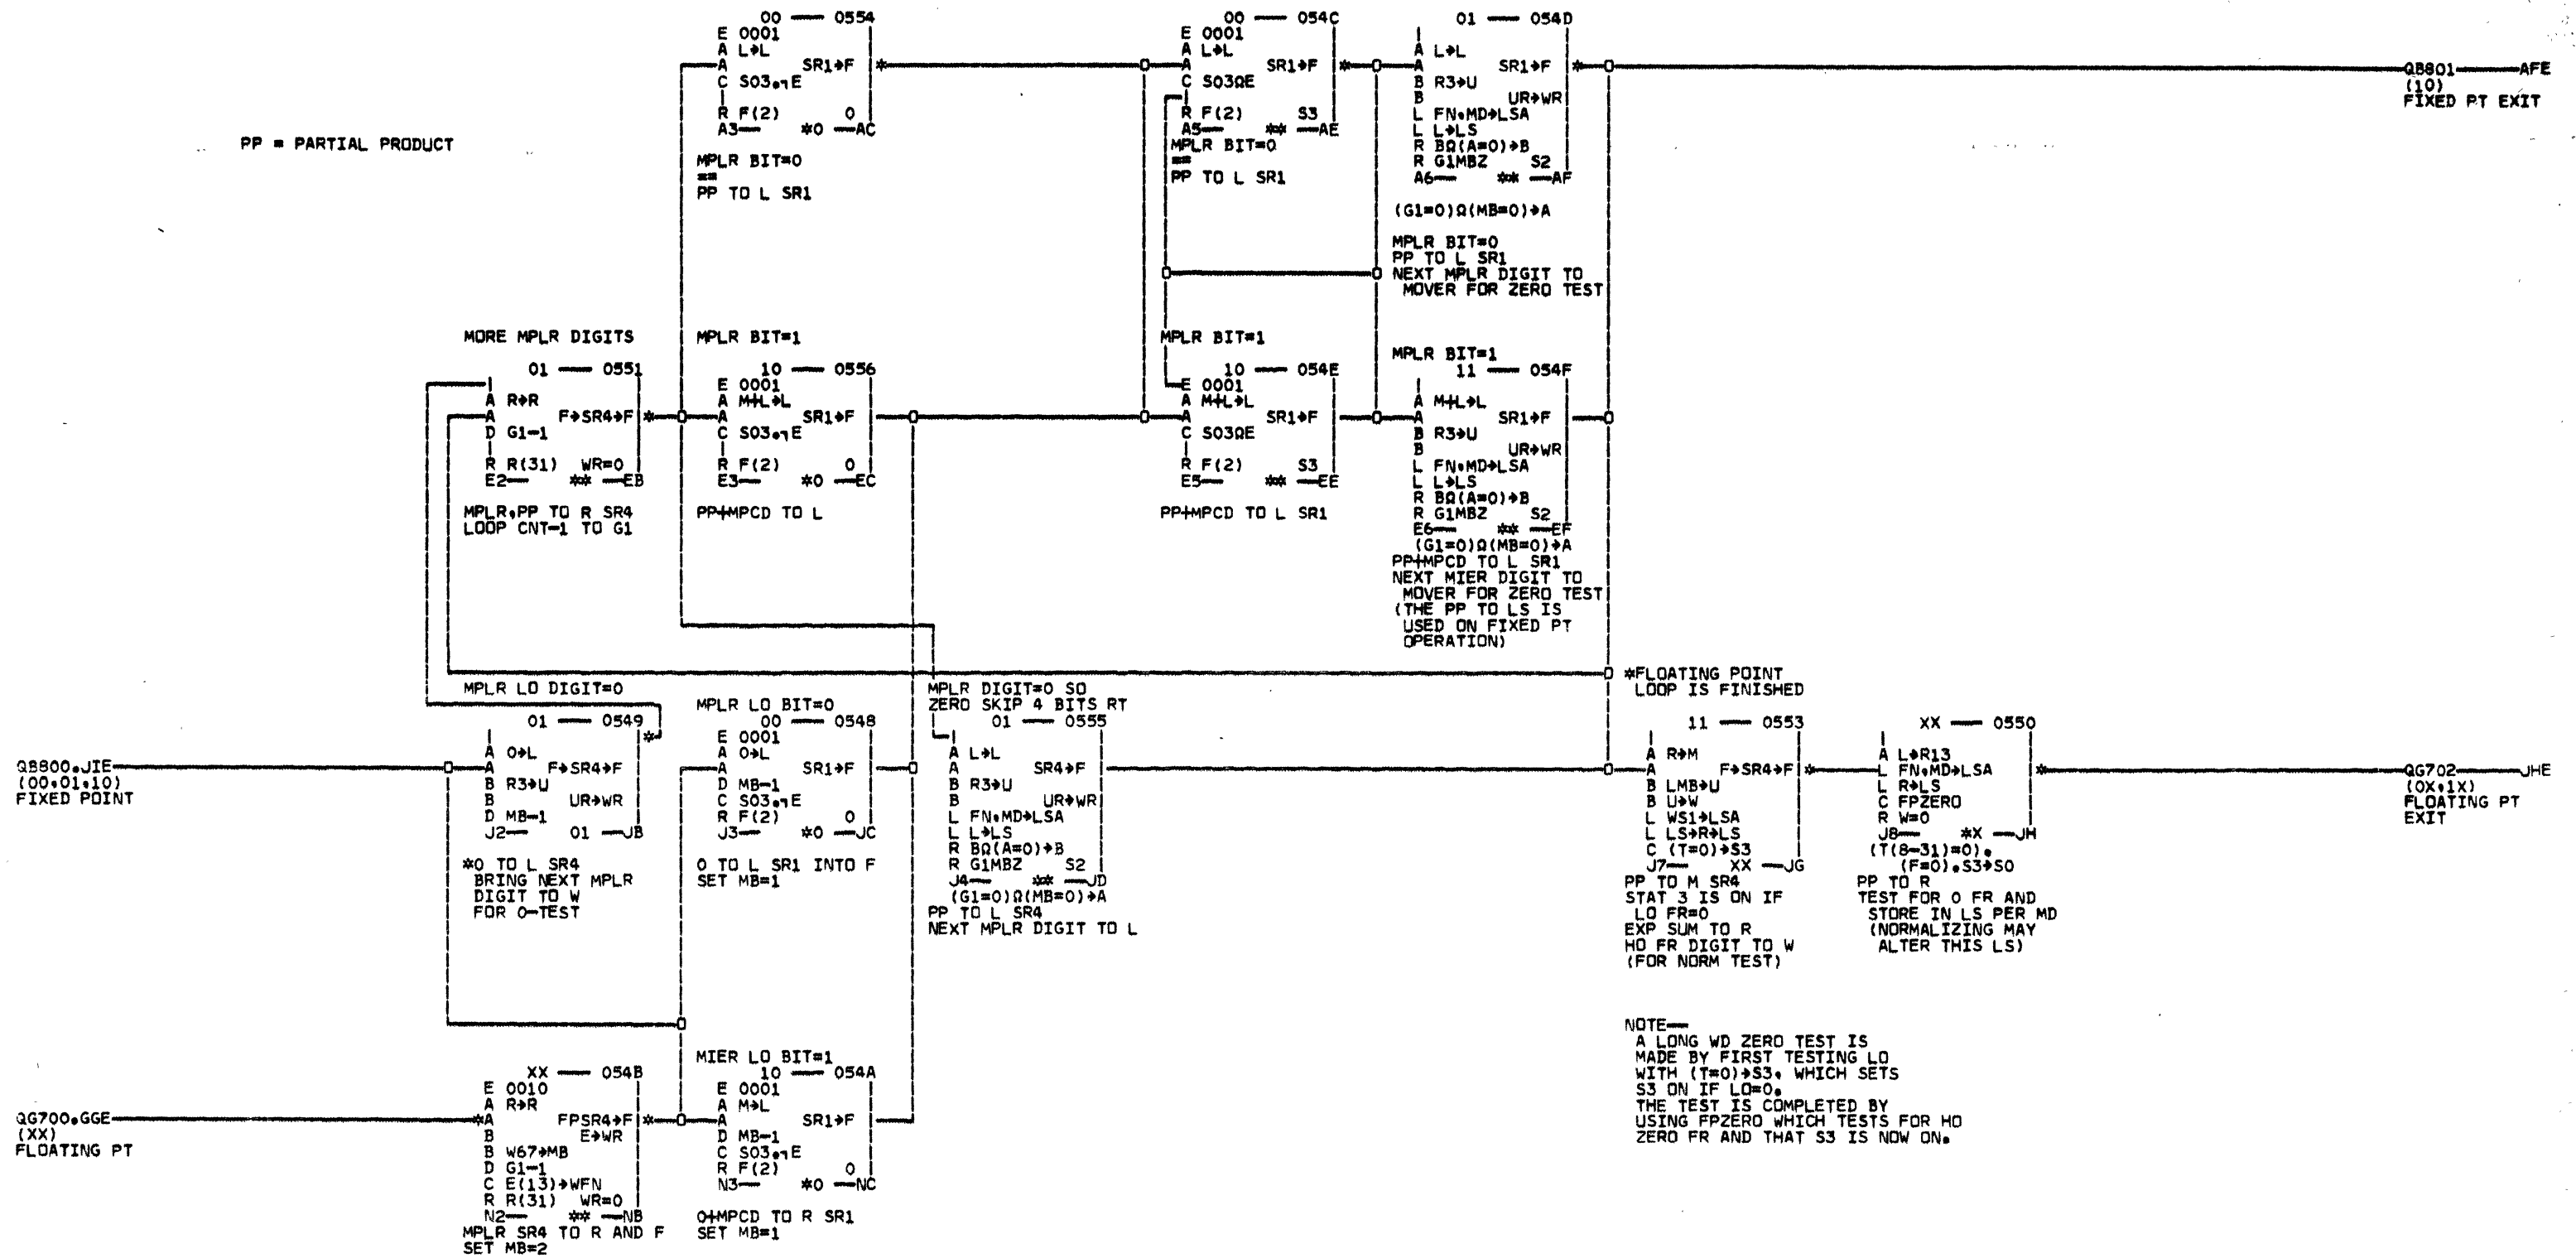 PP = PARTIAL PRODUCT
00 — 0554
E 0001
A L→L
A SR1→F *
C S03.¬E
R F(2) 0
A3— *0 —AC
MPLR BIT=0
==
PP TO L SR1
00 — 054C
E 0001
A L→L
A SR1→F *
C S03ΩE
R F(2) S3
A5— ** —AE
MPLR BIT=0
==
PP TO L SR1
01 — 054D
A L→L
A SR1→F *
B R3→U
B UR→WR
L FN.MD→LSA
L L→LS
R BΩ(A=0)→B
R G1MBZ S2
A6— ** —AF
(G1=0)Ω(MB=0)→A
MPLR BIT=0
PP TO L SR1
NEXT MPLR DIGIT TO
MOVER FOR ZERO TEST
QB801 — AFE
(10)
FIXED PT EXIT
MORE MPLR DIGITS
01 — 0551
A R→R
A F→SR4→F *
D G1-1
R R(31) WR=0
E2— ** —EB
MPLR.PP TO R SR4
LOOP CNT-1 TO G1
MPLR BIT=1
10 — 0556
E 0001
A M+L→L
A SR1→F
C S03.¬E
R F(2) 0
E3— *0 —EC
PP+MPCD TO L
MPLR BIT=1
10 — 054E
E 0001
A M+L→L
A SR1→F
C S03ΩE
R F(2) S3
E5— ** —EE
PP+MPCD TO L SR1
MPLR BIT=1
11 — 054F
A M+L→L
A SR1→F
B R3→U
B UR→WR
L FN.MD→LSA
L L→LS
R BΩ(A=0)→B
R G1MBZ S2
E6— ** —EF
(G1=0)Ω(MB=0)→A
PP+MPCD TO L SR1
NEXT MIER DIGIT TO
MOVER FOR ZERO TEST
(THE PP TO LS IS
USED ON FIXED PT
OPERATION)
QB800.JIE
(00.01.10)
FIXED POINT
MPLR LO DIGIT=0
01 — 0549
*
A 0→L
A F→SR4→F
B R3→U
B UR→WR
D MB-1
J2— 01 —JB
*0 TO L SR4
BRING NEXT MPLR
DIGIT TO W
FOR 0-TEST
MPLR LO BIT=0
00 — 0548
E 0001
A 0→L
A SR1→F
D MB-1
C S03.¬E
R F(2) 0
J3— *0 —JC
0 TO L SR1 INTO F
SET MB=1
MPLR DIGIT=0 SO
ZERO SKIP 4 BITS RT
01 — 0555
A L→L
A SR4→F
B R3→U
B UR→WR
L FN.MD→LSA
L L→LS
R BΩ(A=0)→B
R G1MBZ S2
J4— ** —JD
(G1=0)Ω(MB=0)→A
PP TO L SR4
NEXT MPLR DIGIT TO L
*FLOATING POINT
LOOP IS FINISHED
11 — 0553
A R→M
A F→SR4→F *
B LMB→U
B U→W
L WS1→LSA
L LS→R→LS
C (T=0)→S3
J7— XX —JG
PP TO M SR4
STAT 3 IS ON IF
LO FR=0
EXP SUM TO R
HO FR DIGIT TO W
(FOR NORM TEST)
XX — 0550
A L→R13
L FN.MD→LSA *
L R→LS
C FPZERO
R W=0
J8— *X —JH
(T(8-31)=0).
(F=0).S3→S0
PP TO R
TEST FOR 0 FR AND
STORE IN LS PER MD
(NORMALIZING MAY
ALTER THIS LS)
QG702 — JHE
(0X.1X)
FLOATING PT
EXIT
QG700.GGE
(XX)
FLOATING PT
XX — 054B
E 0010
A R→R
*A FPSR4→F *
B E→WR
B W67→MB
D G1-1
C E(13)→WFN
R R(31) WR=0
N2— ** —NB
MPLR SR4 TO R AND F
SET MB=2
MIER LO BIT=1
10 — 054A
E 0001
A M→L
A SR1→F
D MB-1
C S03.¬E
R F(2) 0
N3— *0 —NC
0+MPCD TO R SR1
SET MB=1
NOTE—
A LONG WD ZERO TEST IS
MADE BY FIRST TESTING LO
WITH (T=0)→S3. WHICH SETS
S3 ON IF LO=0.
THE TEST IS COMPLETED BY
USING FPZERO WHICH TESTS FOR HO
ZERO FR AND THAT S3 IS NOW ON.